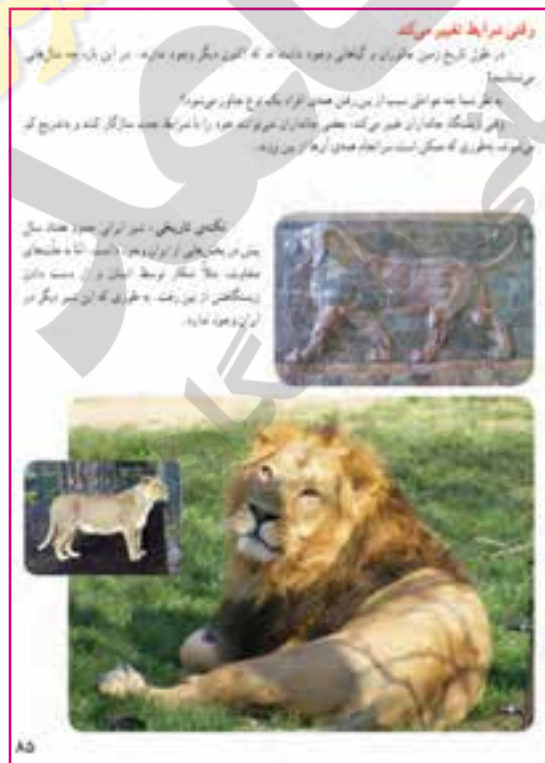 وقتی شرایط تغییر می‌کند
در طول تاریخ زمین جانوران و گیاهانی وجود داشته‌اند که اکنون دیگر وجود ندارند. در این باره چه مثال‌هایی
می‌شناسید؟
به نظر شما چه عواملی سبب از بین رفتن همه‌ی افراد یک نوع جانور می‌شود؟
وقتی زیستگاه جانداران تغییر می‌کند، بعضی جانداران نمی‌توانند خود را با شرایط جدید سازگار کنند و به‌تدریج کم
می‌شوند، به‌طوری که ممکن است سرانجام همه‌ی آن‌ها از بین بروند.
نکته‌ی تاریخی: شیر ایرانی حدود هفتاد سال
پیش در بخش‌هایی از ایران وجود داشت. اما به علت‌های
متفاوت، مثلاً شکار توسط انسان و از دست دادن
زیستگاهش از بین رفت، به طوری که این شیر دیگر در
ایران وجود ندارد.
۸۵